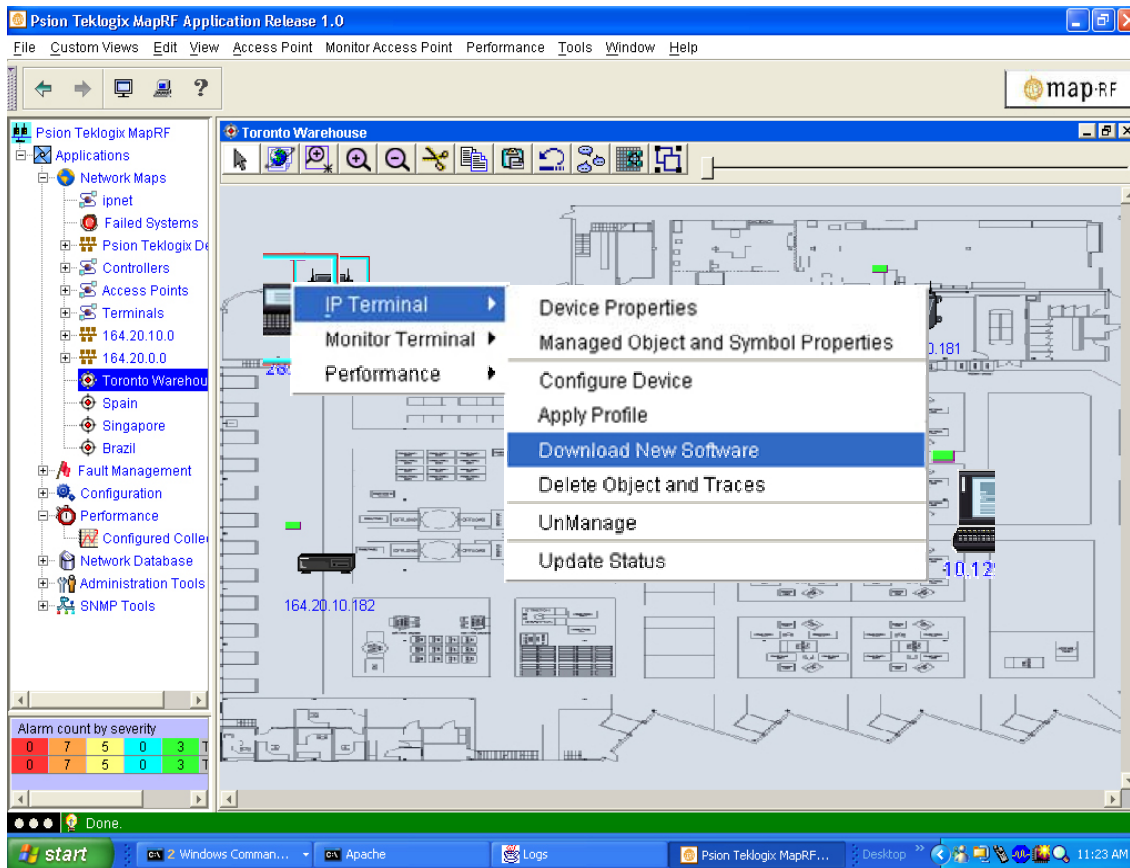 Psion Teklogix MapRF Application Release 1.0
File Custom Views Edit View Access Point Monitor Access Point Performance Tools Window Help
map·RF
Psion Teklogix MapRF
Applications
Network Maps
ipnet
Failed Systems
Psion Teklogix De
Controllers
Access Points
Terminals
164.20.10.0
164.20.0.0
Toronto Warehou
Spain
Singapore
Brazil
Fault Management
Configuration
Performance
Configured Colle
Network Database
Administration Tools
SNMP Tools
Toronto Warehouse
IP Terminal
Monitor Terminal
Performance
Device Properties
Managed Object and Symbol Properties
Configure Device
Apply Profile
Download New Software
Delete Object and Traces
UnManage
Update Status
0.181
10.12
164.20.10.182
Alarm count by severity
0 7 5 0 3 T
0 7 5 0 3 T
Done.
start 2 Windows Comman... Apache Logs Psion Teklogix MapRF... Desktop 11:23 AM